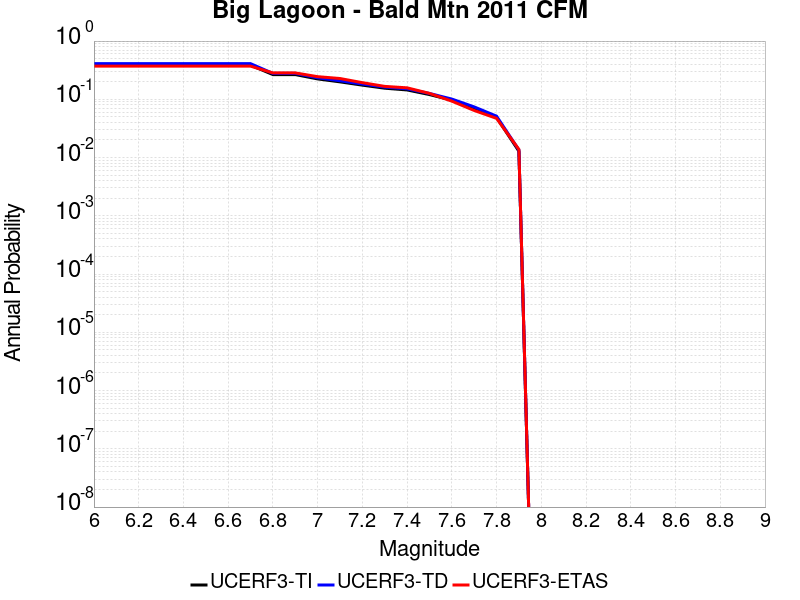 Big Lagoon - Bald Mtn 2011 CFM
10^0
10^-1
10^-2
10^-3
10^-4
10^-5
10^-6
10^-7
10^-8
Annual Probability
6 6.2 6.4 6.6 6.8 7 7.2 7.4 7.6 7.8 8 8.2 8.4 8.6 8.8 9
Magnitude
UCERF3-TI UCERF3-TD UCERF3-ETAS